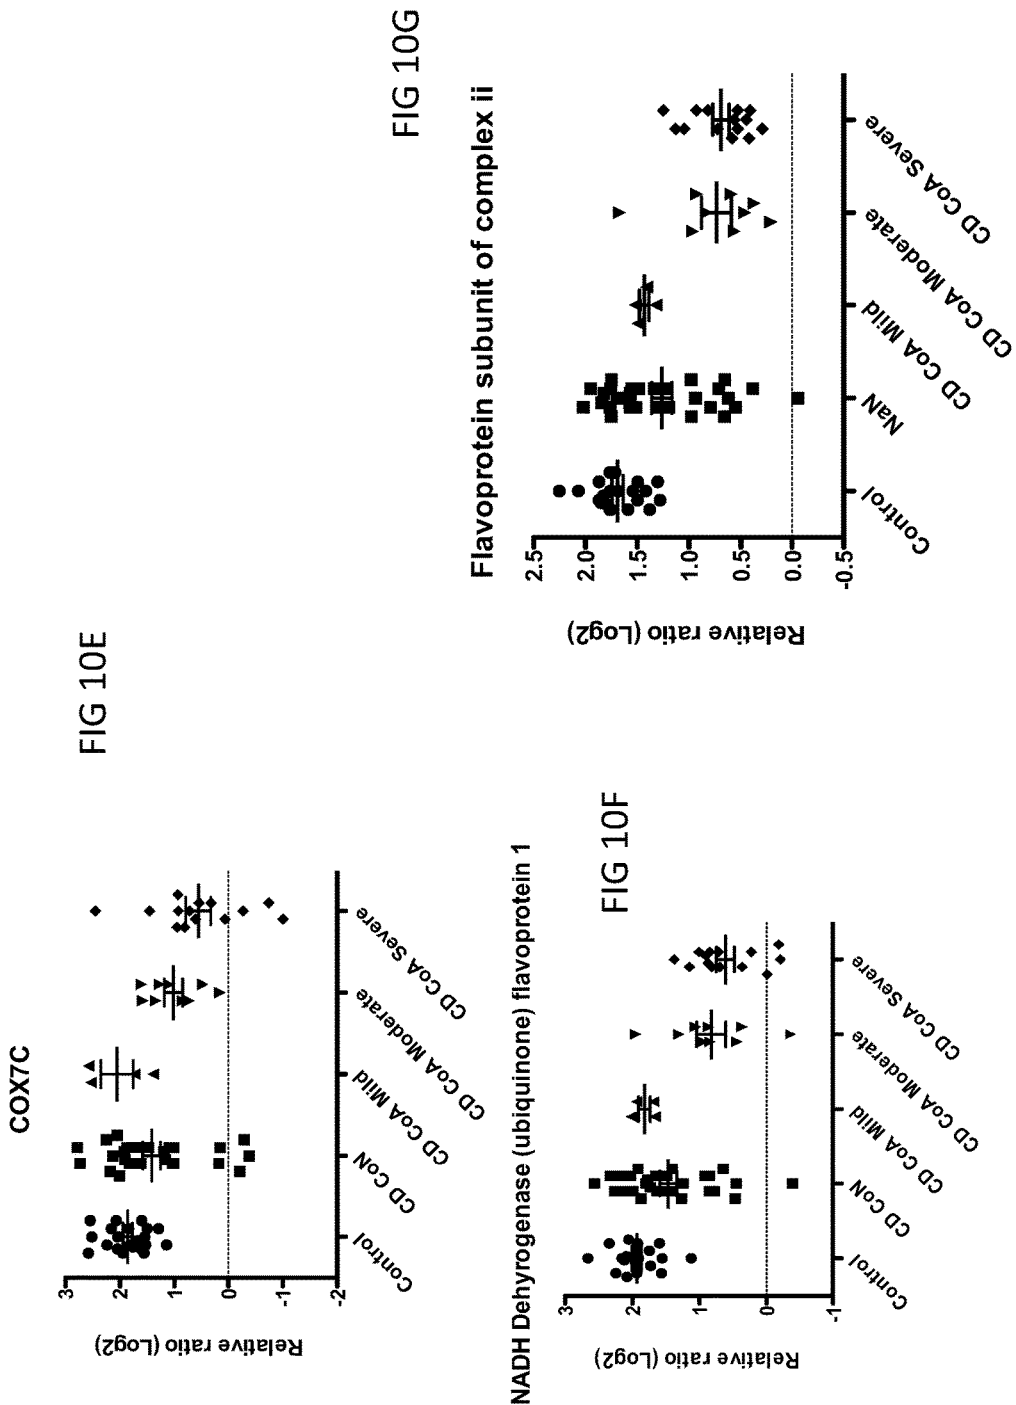 COX7C
FIG 10E
Relative ratio (Log2)
3
2
1
0
-1
-2
Control
CD CoN
CD CoA Mild
CD CoA Moderate
CD CoA Severe
NADH Dehyrogenase (ubiquinone) flavoprotein 1
FIG 10F
Relative ratio (Log2)
3
2
1
0
-1
Control
CD CoN
CD CoA Mild
CD CoA Moderate
CD CoA Severe
FIG 10G
Flavoprotein subunit of complex ii
Relative ratio (Log2)
2.5
2.0
1.5
1.0
0.5
0.0
-0.5
Control
NaN
CD CoA Mild
CD CoA Moderate
CD CoA Severe